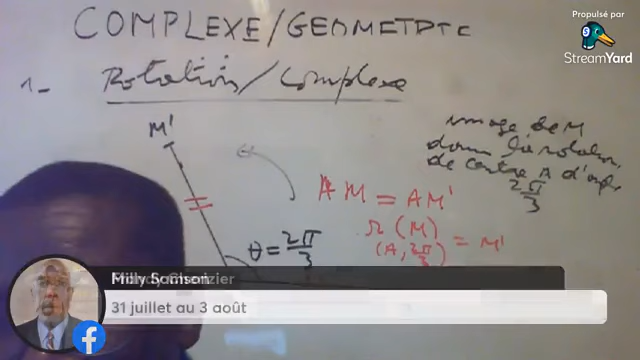 Propulsé par
StreamYard
COMPLEXE/GEOMETRIE
1- Rotation/Complexe
M'
image de M
dans la rotation
de centre A d'angle
2π/3
AM = AM'
r (M) = M'
(A, 2π/3)
θ = 2π/3
Samson
31 juillet au 3 août